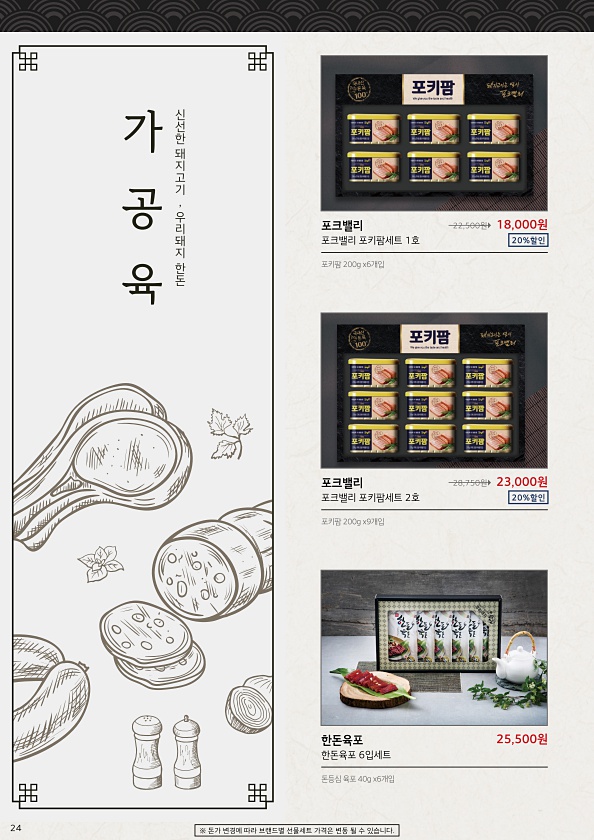 가공육
신선한 돼지고기, 우리돼지 한돈
포키팜
포크밸리
22,500원 18,000원
포크밸리 포키팜세트 1호
20%할인
포키팜 200g x6개입
포키팜
포크밸리
28,750원 23,000원
포크밸리 포키팜세트 2호
20%할인
포키팜 200g x9개입
한돈육포
25,500원
한돈육포 6입세트
돈등심 육포 40g x6개입
24
※ 돈가 변경에 따라 브랜드별 선물세트 가격은 변동 될 수 있습니다.